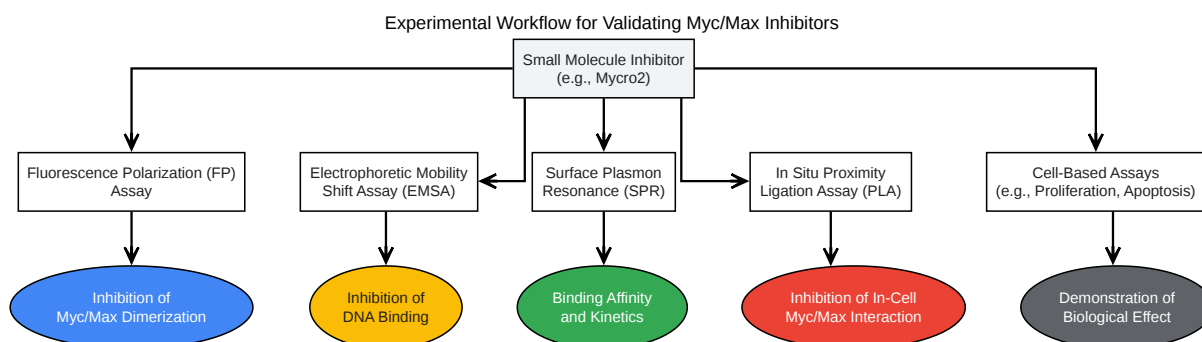 Experimental Workflow for Validating Myc/Max Inhibitors
Small Molecule Inhibitor
(e.g., Mycro2)
Fluorescence Polarization (FP)
Assay
Electrophoretic Mobility
Shift Assay (EMSA)
Surface Plasmon
Resonance (SPR)
In Situ Proximity
Ligation Assay (PLA)
Cell-Based Assays
(e.g., Proliferation, Apoptosis)
Inhibition of
Myc/Max Dimerization
Inhibition of
DNA Binding
Binding Affinity
and Kinetics
Inhibition of In-Cell
Myc/Max Interaction
Demonstration of
Biological Effect